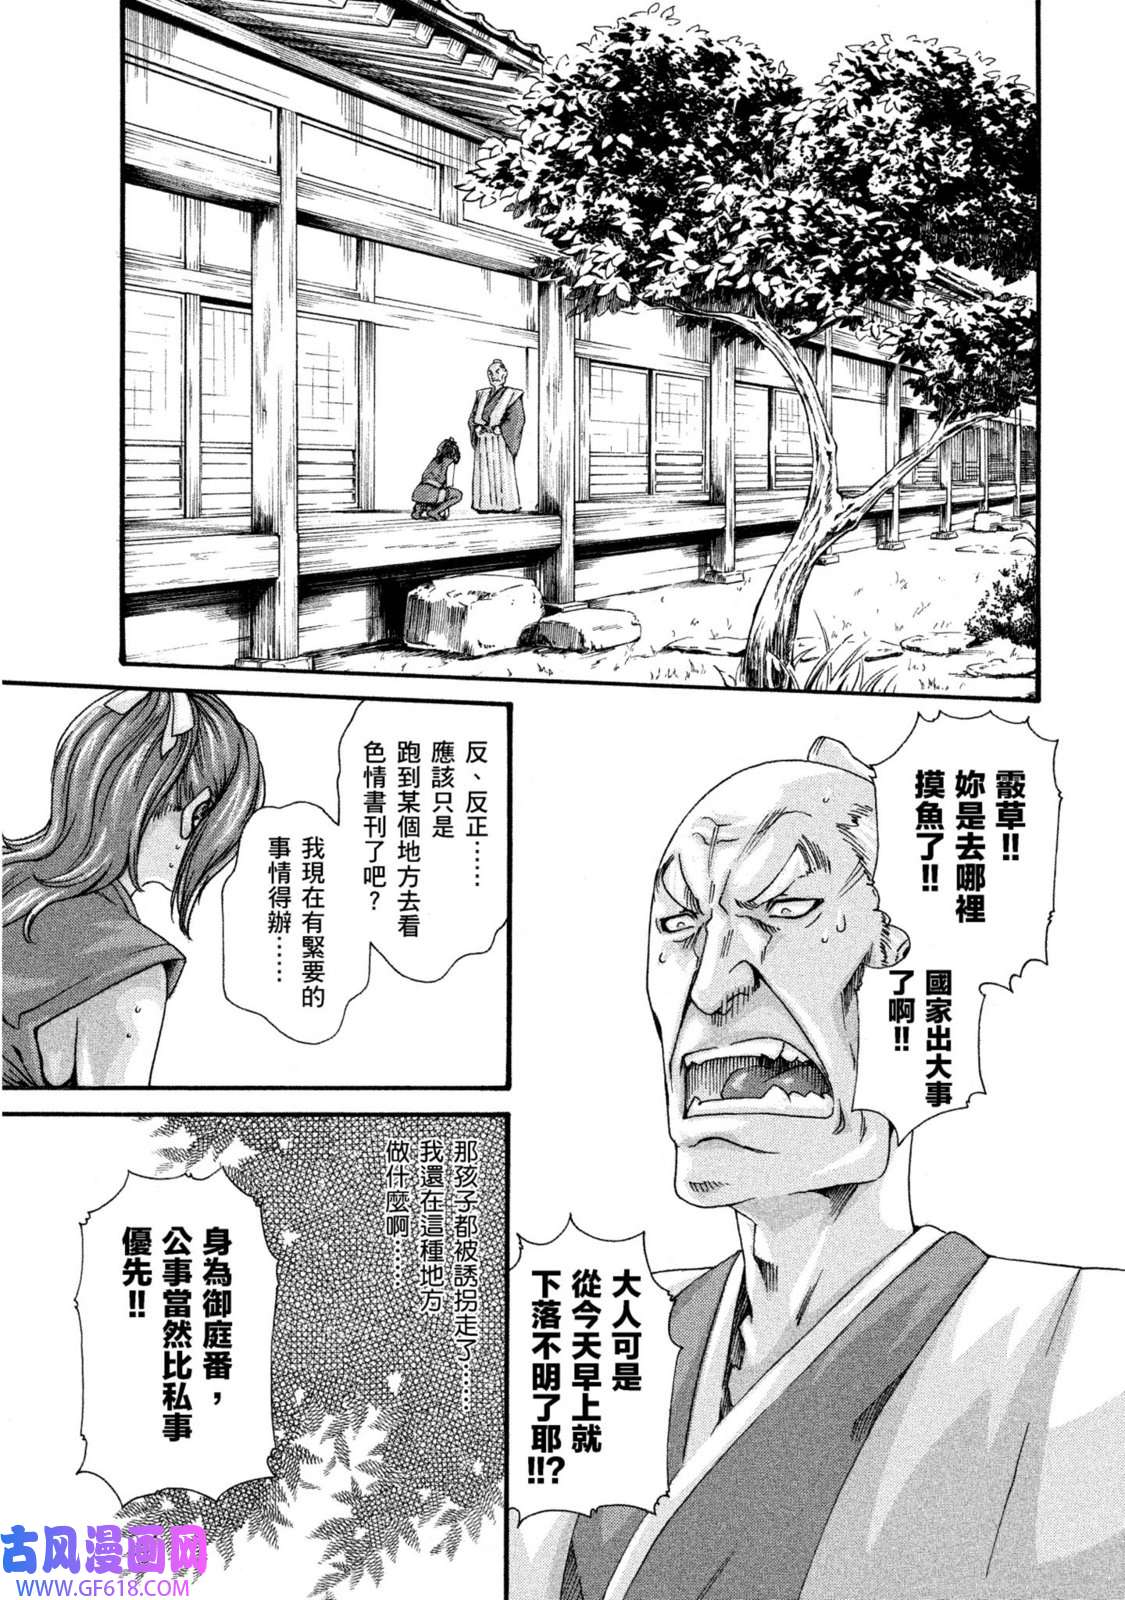 霞草!!
妳是去哪裡
摸魚了!!
國家出大事
了啊!!
大人可是
從今天早上就
下落不明了耶!!?
反、反正……
應該只是
跑到某個地方去看
色情書刊了吧？
我現在有緊要的
事情得辦……
那孩子都被誘拐走了……
我還在這種地方
做什麼啊……
身為御庭番，
公事當然比私事
優先!!
古风漫画网
WWW.GF618.COM